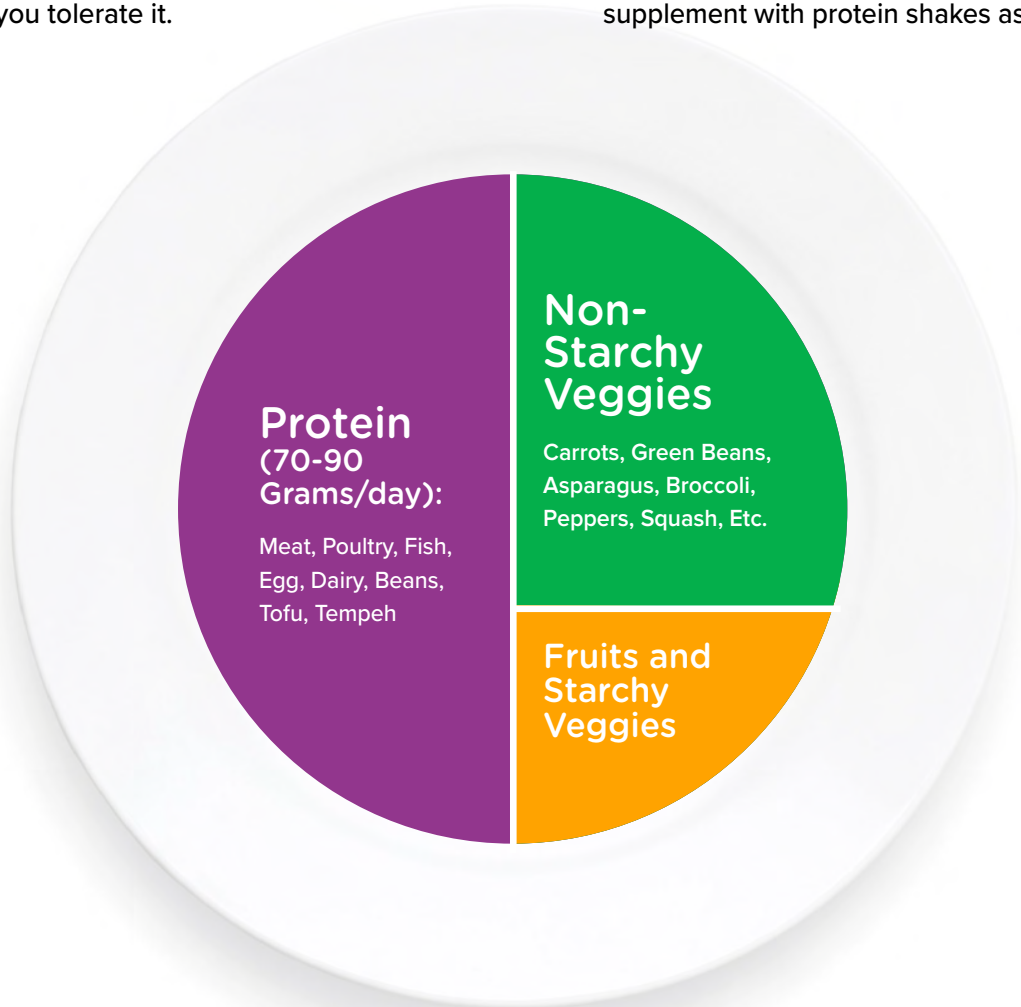 you tolerate it.
supplement with protein shakes as
Protein
(70-90
Grams/day):
Meat, Poultry, Fish,
Egg, Dairy, Beans,
Tofu, Tempeh
Non-
Starchy
Veggies
Carrots, Green Beans,
Asparagus, Broccoli,
Peppers, Squash, Etc.
Fruits and
Starchy
Veggies